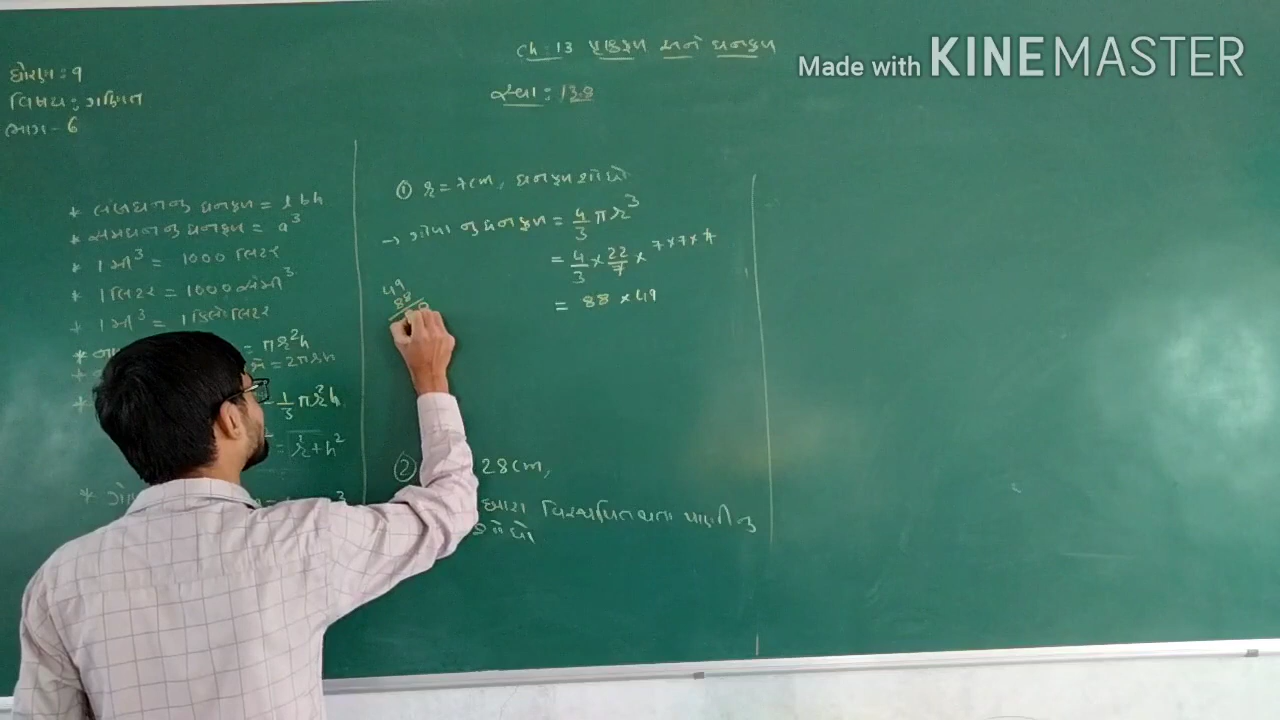 Made with KINEMASTER
Ch : 13 પૃષ્ઠફળ અને ઘનફળ
ધોરણ : 9
વિષય : ગણિત
ભાગ - 6
સ્વા : 13.8
* લંબઘનનું ઘનફળ = lbh
* સમઘનનું ઘનફળ = a³
* 1 મી³ = 1000 લિટર
* 1 લિટર = 1000 સેમી³
* 1 મી³ = 1 કિલોલિટર
= πr²h
= 2πrh
1/3 πr²h
= r² + h²
① r = 7cm, ઘનફળ શોધો
→ ગોળાનું ઘનફળ = 4/3 πr³
= 4/3 × 22/7 × 7×7×7
= 88 × 49
49
88
② 28cm,
દ્વારા વિસ્થાપિત થતા પાણીનું
શોધો